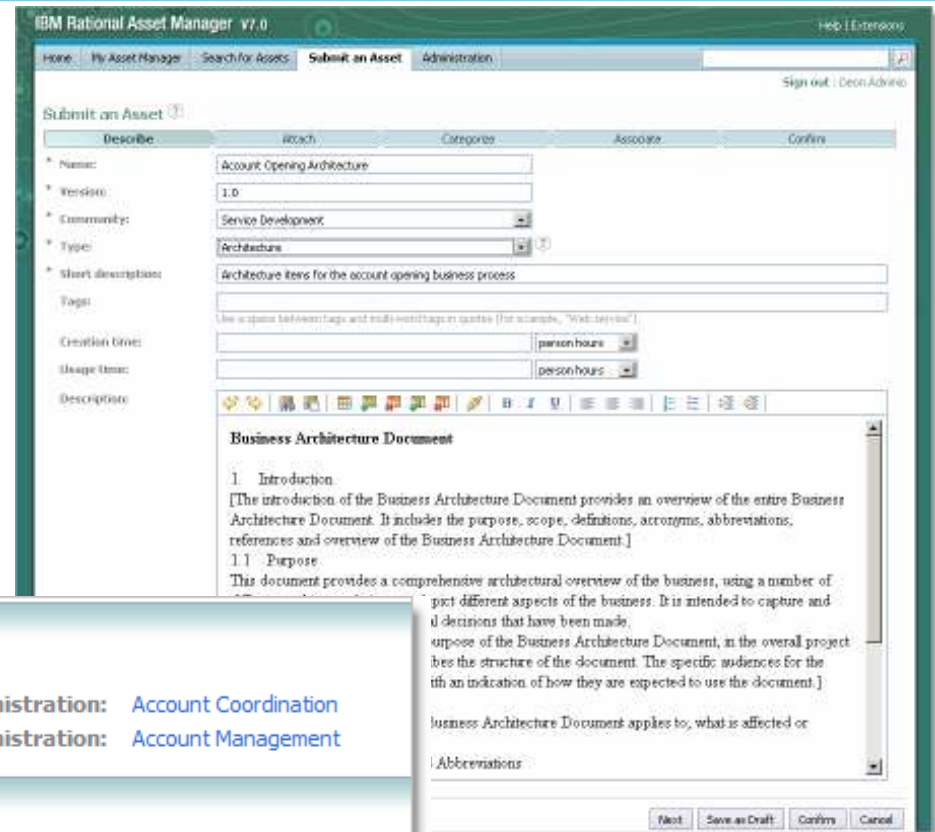 IBM Rational Asset Manager V7.0
Help | Extensions
Home My Asset Manager Search for Assets Submit an Asset Administration
Sign out : Deon Adminio
Submit an Asset
Describe Attach Categorize Associate Confirm
* Name: Account Opening Architecture
* Version: 1.0
* Community: Service Development
* Type: Architecture
* Short description: Architecture items for the account opening business process
Tags:
Use a space between tags and multi-word tags in quotes (for example, "Web service").
Creation time: person hours
Usage time: person hours
Description:
B I U
Business Architecture Document
1. Introduction
[The introduction of the Business Architecture Document provides an overview of the entire Business
Architecture Document. It includes the purpose, scope, definitions, acronyms, abbreviations,
references and overview of the Business Architecture Document.]
1.1 Purpose
This document provides a comprehensive architectural overview of the business, using a number of
pict different aspects of the business. It is intended to capture and
l decisions that have been made.
urpose of the Business Architecture Document, in the overall project
bes the structure of the document. The specific audiences for the
ith an indication of how they are expected to use the document.]
Business Architecture Document applies to, what is affected or
Abbreviations
nistration: Account Coordination
nistration: Account Management
Next Save as Draft Confirm Cancel